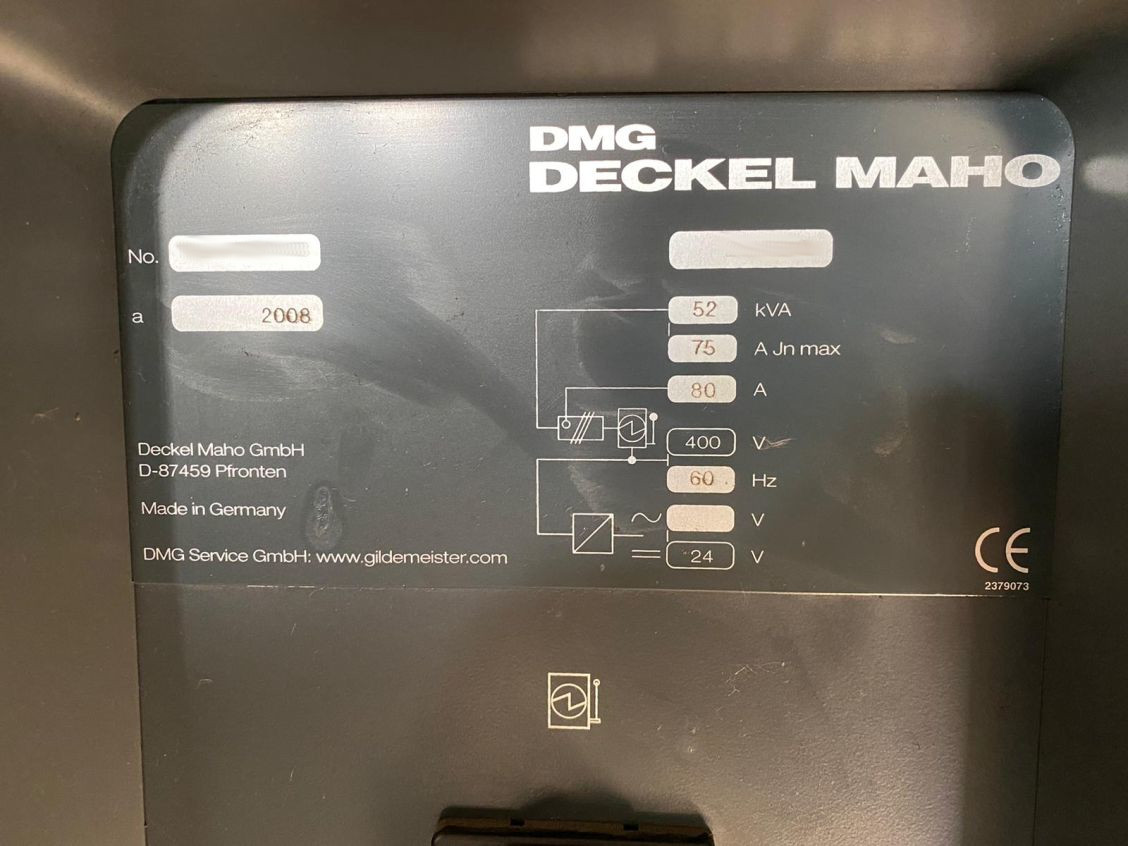 DMG
DECKEL MAHO
No.
a 2008
52 kVA
75 A Jn max
80 A
400 V
60 Hz
V
24 V
Deckel Maho GmbH
D-87459 Pfronten
Made in Germany
DMG Service GmbH: www.gildemeister.com
CE
2379073